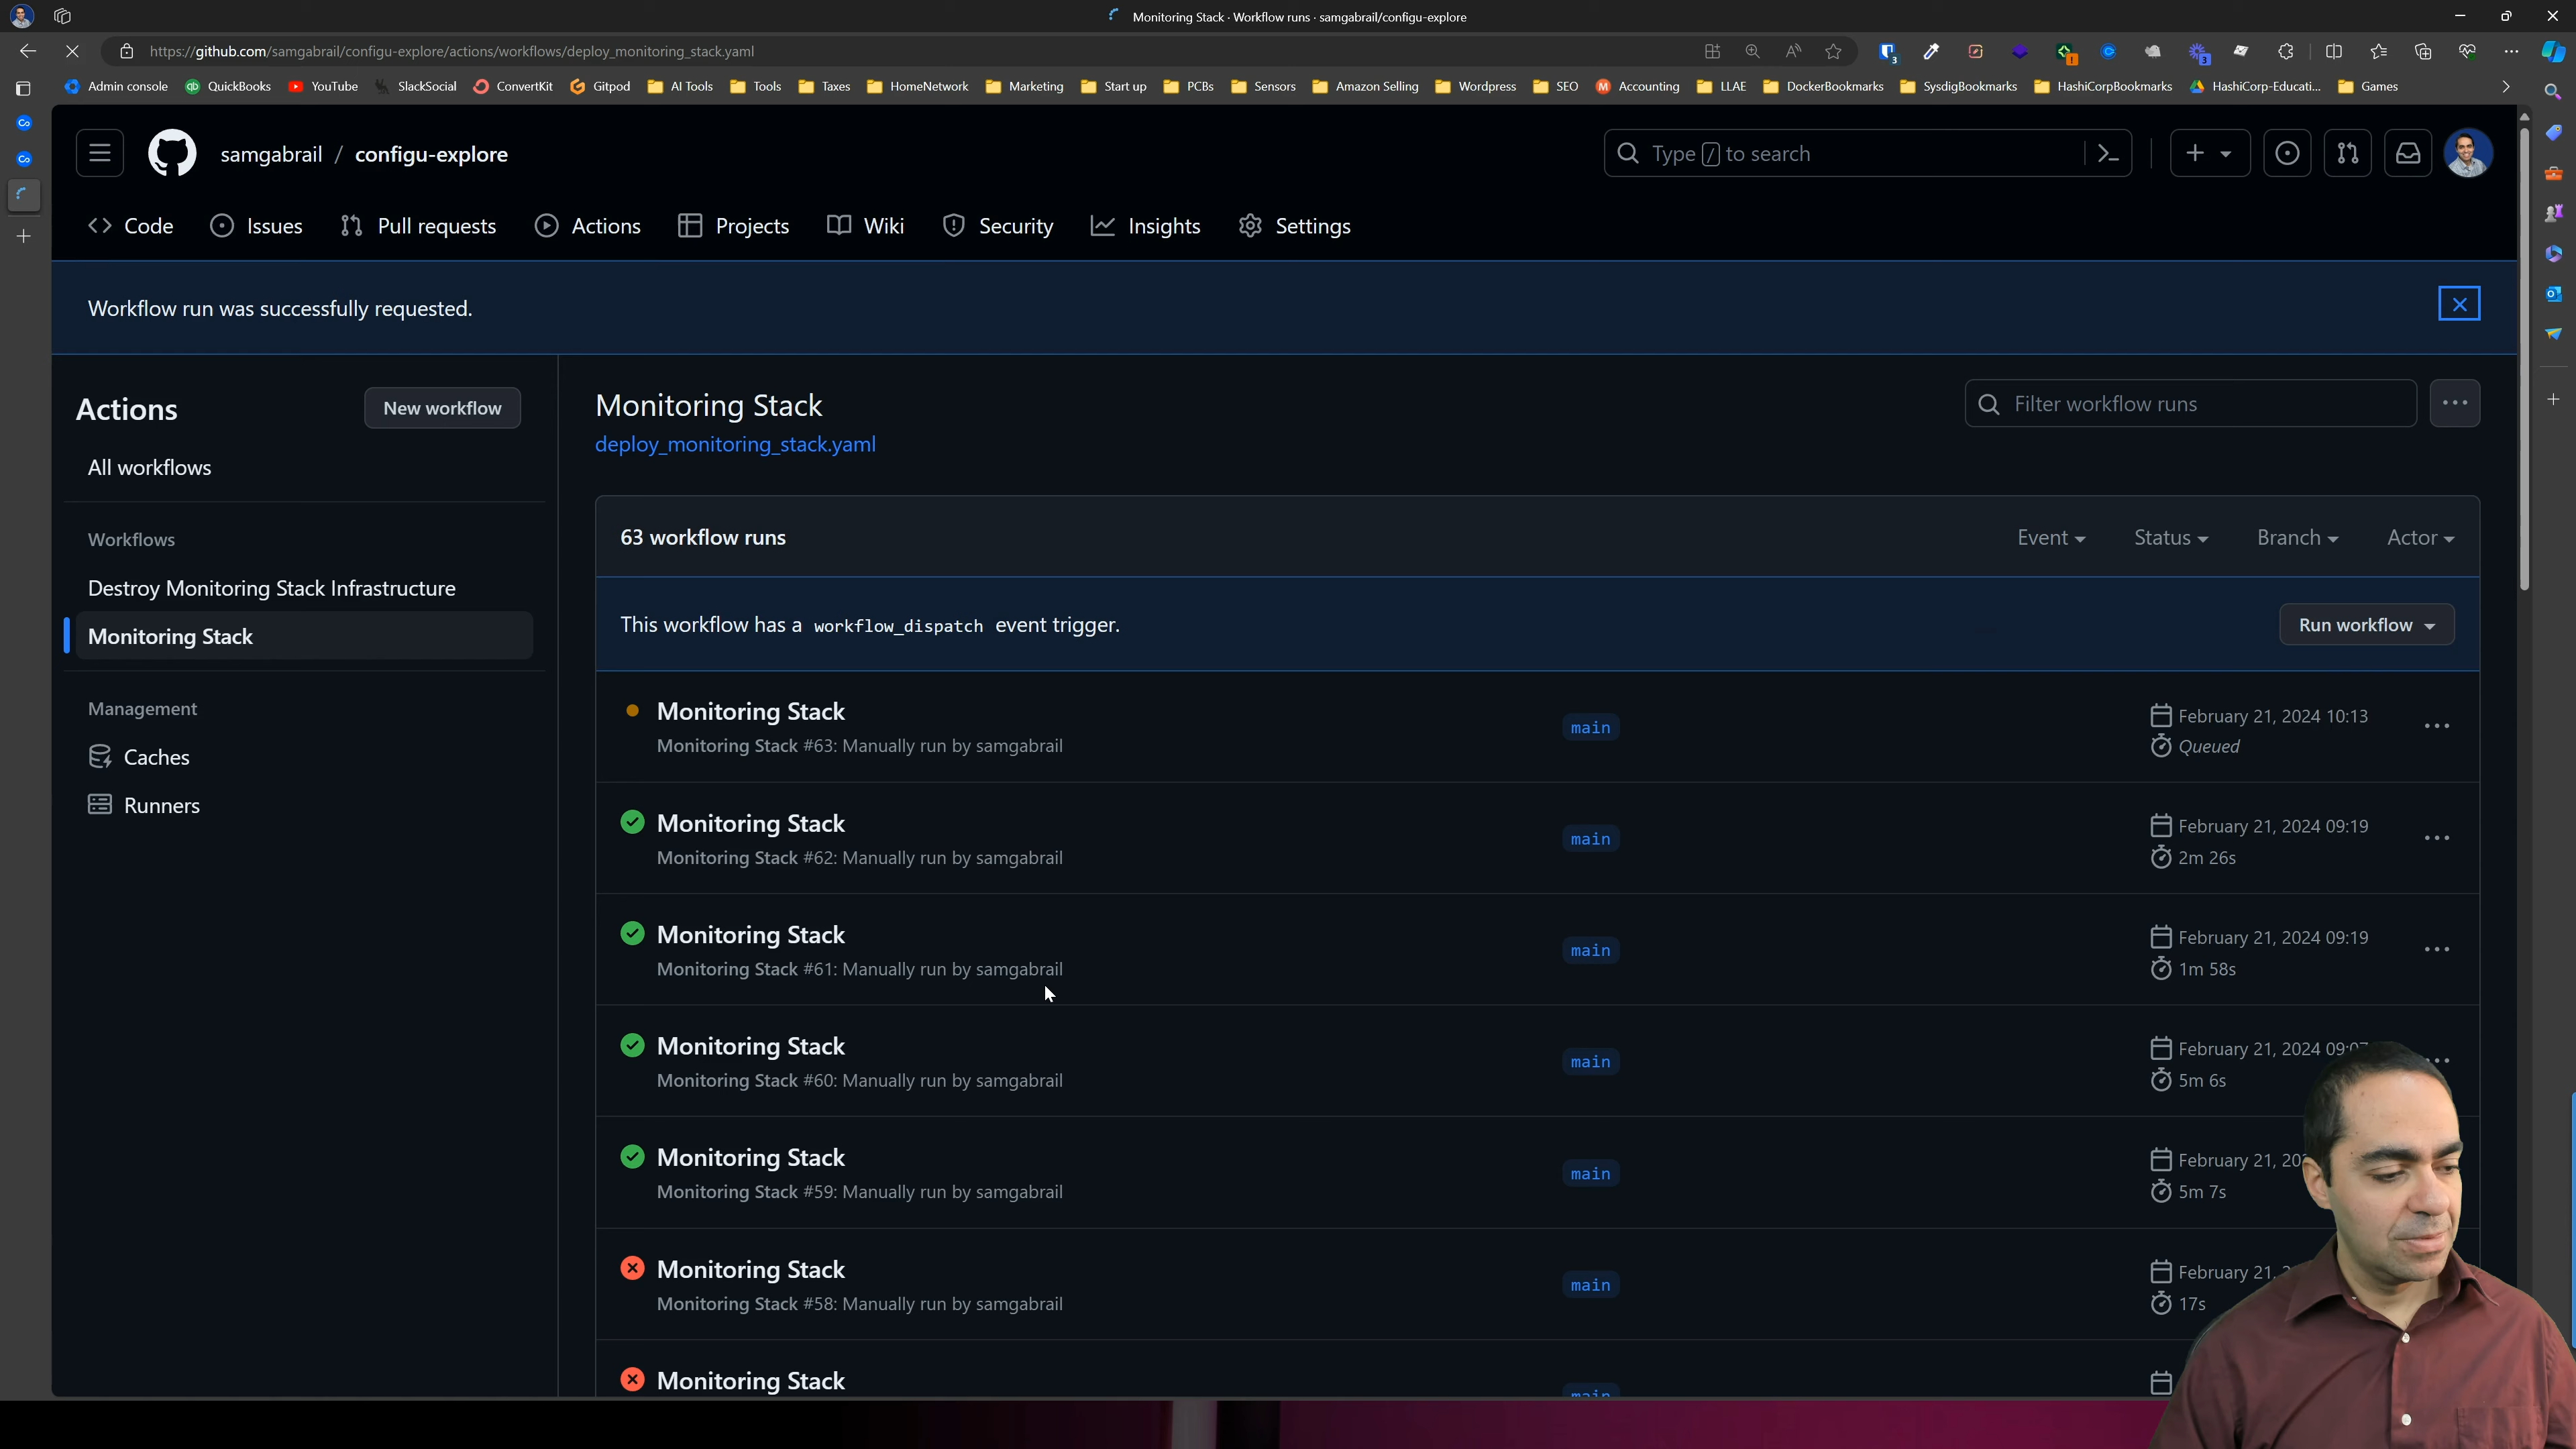 Monitoring Stack · Workflow runs · samgabrail/configu-explore
https://github.com/samgabrail/configu-explore/actions/workflows/deploy_monitoring_stack.yaml
Admin console QuickBooks YouTube SlackSocial ConvertKit Gitpod AI Tools Tools Taxes HomeNetwork Marketing Start up PCBs Sensors Amazon Selling Wordpress SEO Accounting LLAE DockerBookmarks SysdigBookmarks HashiCorpBookmarks HashiCorp-Educati... Games
samgabrail / configu-explore
Type / to search
Code Issues Pull requests Actions Projects Wiki Security Insights Settings
Workflow run was successfully requested.
Actions
New workflow
All workflows
Workflows
Destroy Monitoring Stack Infrastructure
Monitoring Stack
Management
Caches
Runners
Monitoring Stack
deploy_monitoring_stack.yaml
Filter workflow runs
63 workflow runs
Event Status Branch Actor
This workflow has a workflow_dispatch event trigger.
Run workflow
Monitoring Stack
Monitoring Stack #63: Manually run by samgabrail
main
February 21, 2024 10:13
Queued
Monitoring Stack
Monitoring Stack #62: Manually run by samgabrail
main
February 21, 2024 09:19
2m 26s
Monitoring Stack
Monitoring Stack #61: Manually run by samgabrail
main
February 21, 2024 09:19
1m 58s
Monitoring Stack
Monitoring Stack #60: Manually run by samgabrail
main
February 21, 2024 09:07
5m 6s
Monitoring Stack
Monitoring Stack #59: Manually run by samgabrail
main
February 21, 202
5m 7s
Monitoring Stack
Monitoring Stack #58: Manually run by samgabrail
main
February 21, 2
17s
Monitoring Stack
main